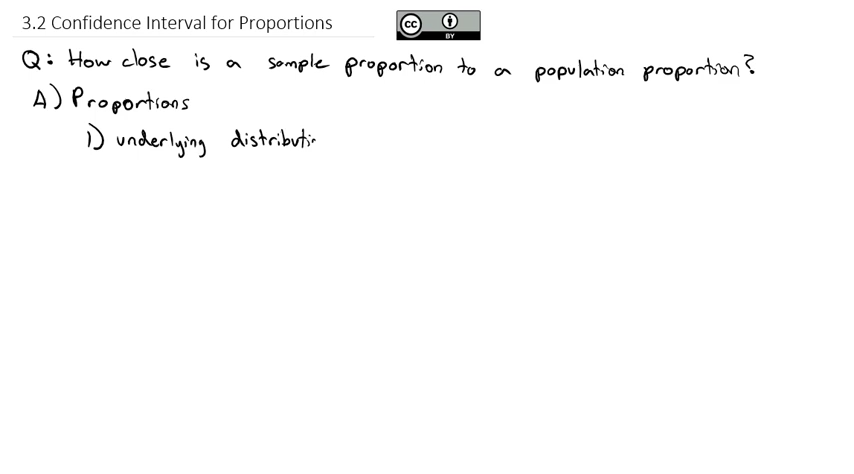 3.2 Confidence Interval for Proportions
cc BY
Q: How close is a sample proportion to a population proportion?
A) Proportions
1) underlying distributi